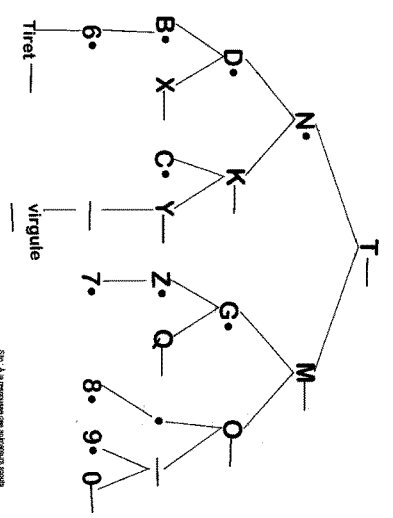 T —
N • M —
D • K — G • O —
B • X — C • Y — Z • Q — • —
6 • — 7 • 8 • 9 • 0 —
Tiret — virgule —